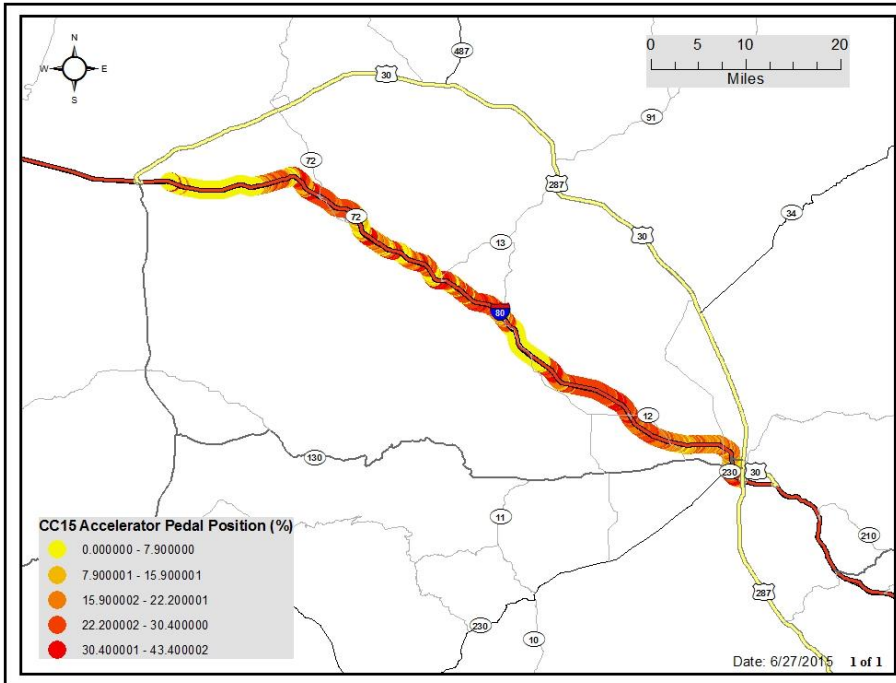 N
W E
S
487
0 5 10 20
Miles
30
91
72
72
287
34
13
30
80
12
130
230
30
11
210
287
230
10
CC15 Accelerator Pedal Position (%)
0.000000 - 7.900000
7.900001 - 15.900001
15.900002 - 22.200001
22.200002 - 30.400000
30.400001 - 43.400002
Date: 6/27/2015 1 of 1